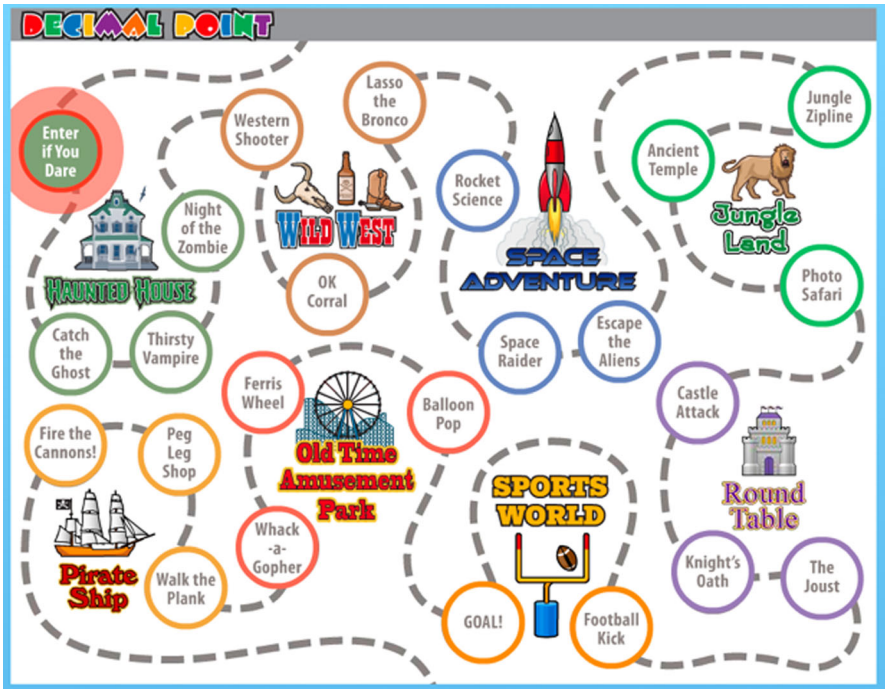 DECIMAL POINT
Enter
if You
Dare
Western
Shooter
Lasso
the
Bronco
Jungle
Zipline
Ancient
Temple
Rocket
Science
Night
of the
Zombie
WILD WEST
Jungle
Land
SPACE
ADVENTURE
HAUNTED HOUSE
OK
Corral
Photo
Safari
Catch
the
Ghost
Thirsty
Vampire
Space
Raider
Escape
the
Aliens
Ferris
Wheel
Balloon
Pop
Castle
Attack
Fire the
Cannons!
Peg
Leg
Shop
Old Time
Amusement
Park
SPORTS
WORLD
Round
Table
Whack
-a-
Gopher
Pirate
Ship
Walk the
Plank
Knight's
Oath
The
Joust
GOAL!
Football
Kick